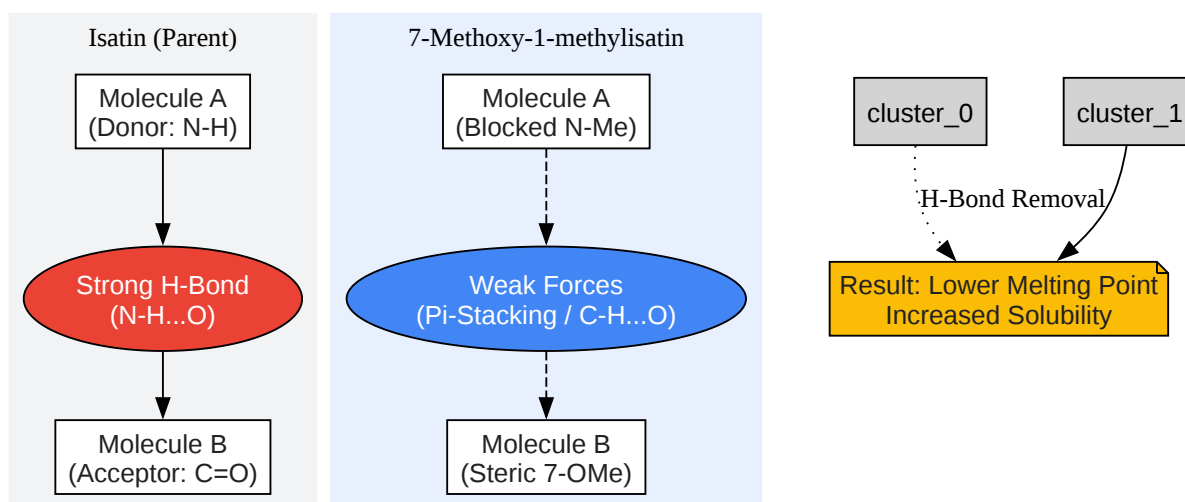 Isatin (Parent)
Molecule A
(Donor: N-H)
Strong H-Bond
(N-H...O)
Molecule B
(Acceptor: C=O)
7-Methoxy-1-methylisatin
Molecule A
(Blocked N-Me)
Weak Forces
(Pi-Stacking / C-H...O)
Molecule B
(Steric 7-OMe)
cluster_0
cluster_1
H-Bond Removal
Result: Lower Melting Point
Increased Solubility